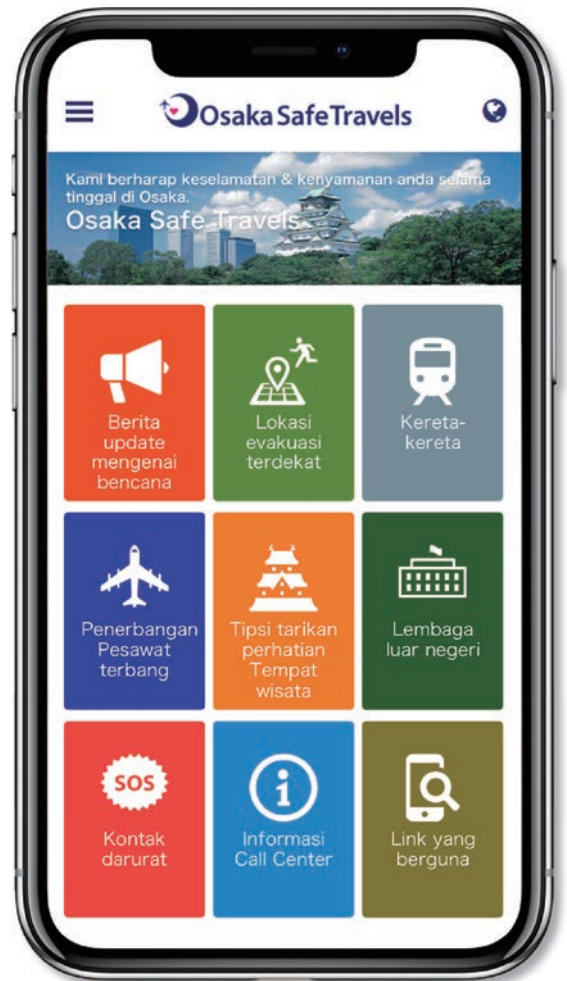 Osaka Safe Travels
Kami berharap keselamatan & kenyamanan anda selama
tinggal di Osaka.
Osaka Safe Travels
Berita
update
mengenai
bencana
Lokasi
evakuasi
terdekat
Kereta-
kereta
Penerbangan
Pesawat
terbang
Tipsi tarikan
perhatian
Tempat
wisata
Lembaga
luar negeri
SOS
Kontak
darurat
Informasi
Call Center
Link yang
berguna